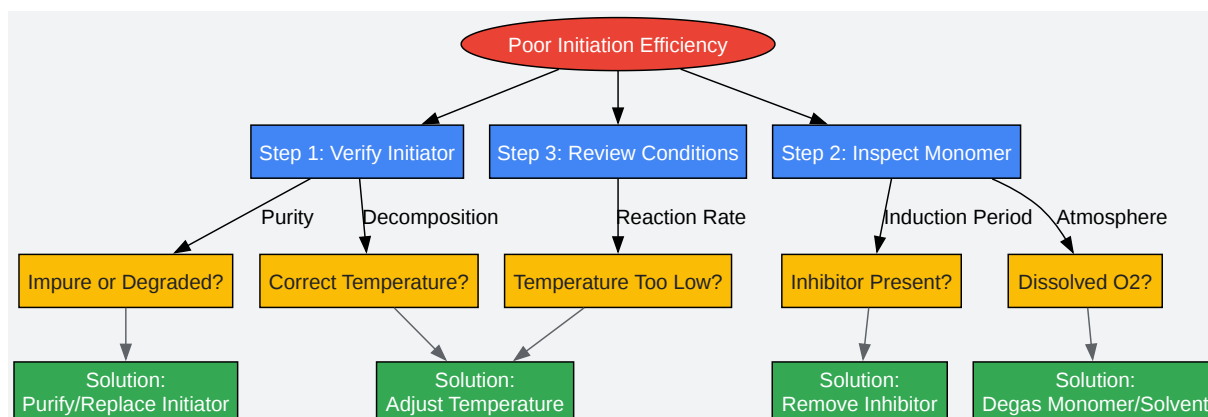 Poor Initiation Efficiency
Step 1: Verify Initiator
Step 3: Review Conditions
Step 2: Inspect Monomer
Purity
Decomposition
Reaction Rate
Induction Period
Atmosphere
Impure or Degraded?
Correct Temperature?
Temperature Too Low?
Inhibitor Present?
Dissolved O2?
Solution:
Purify/Replace Initiator
Solution:
Adjust Temperature
Solution:
Remove Inhibitor
Solution:
Degas Monomer/Solvent